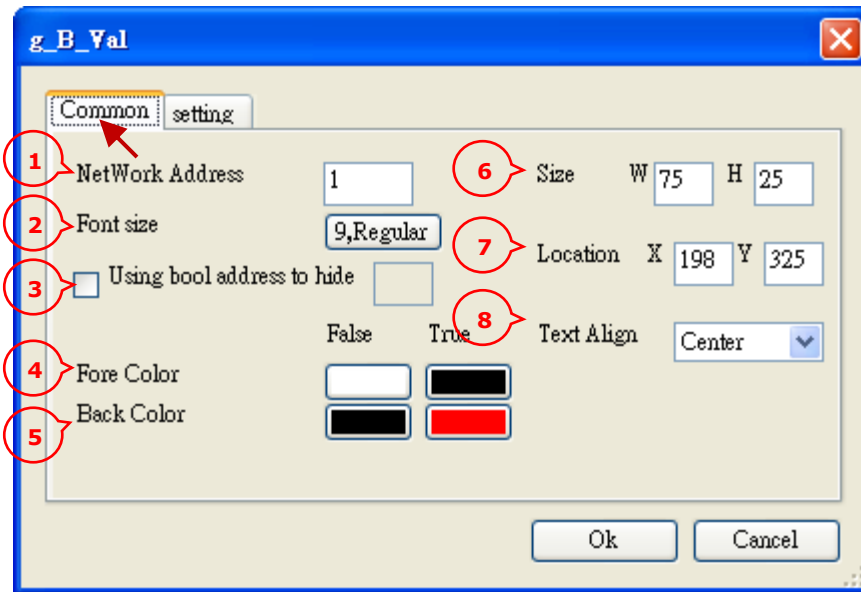 g_B_Val
Common setting
1 NetWork Address 1
2 Font size 9,Regular
3 Using bool address to hide
False True
4 Fore Color
5 Back Color
6 Size W 75 H 25
7 Location X 198 Y 325
8 Text Align Center
Ok Cancel